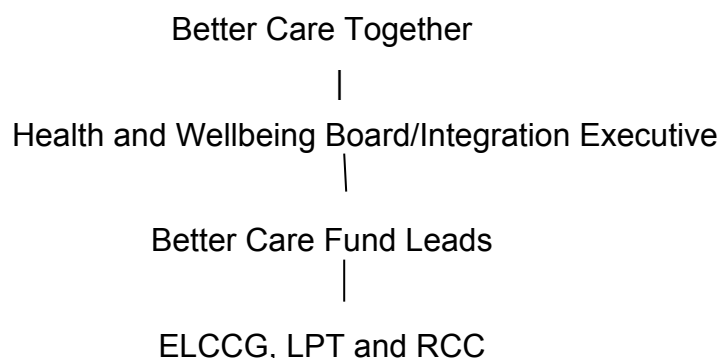 Better Care Together
Health and Wellbeing Board/Integration Executive
Better Care Fund Leads
ELCCG, LPT and RCC